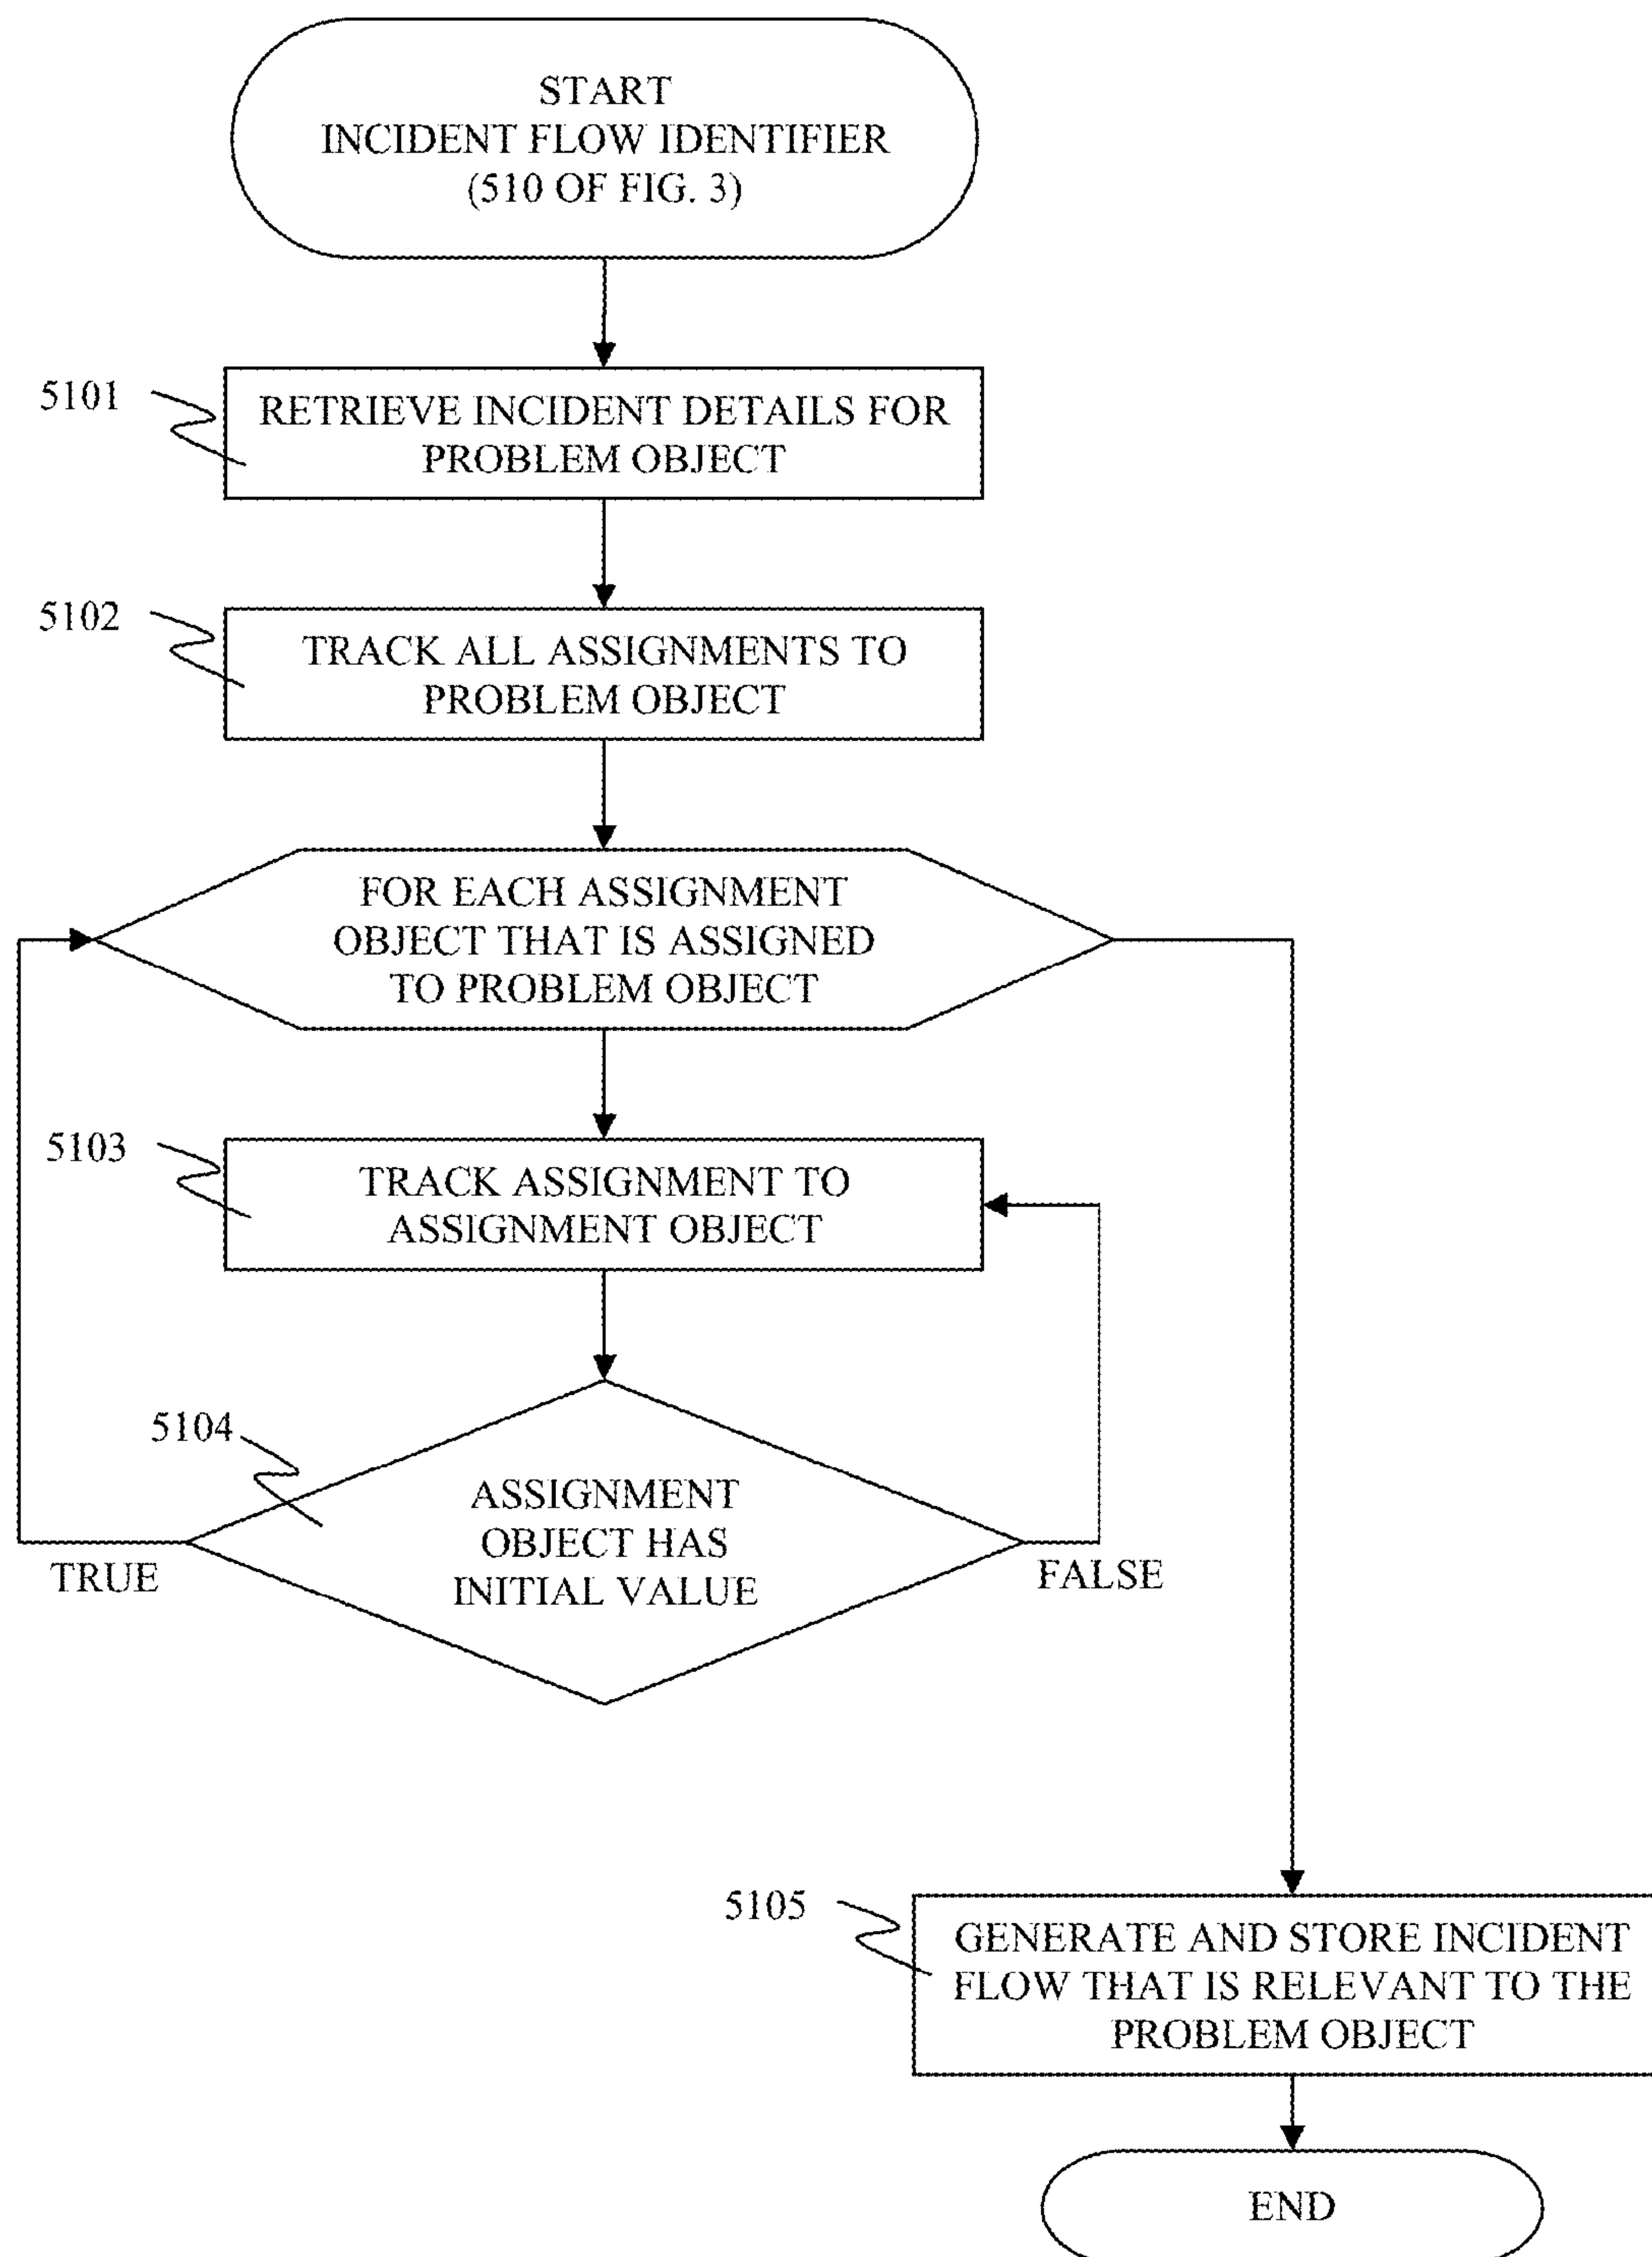 START
INCIDENT FLOW IDENTIFIER
(510 OF FIG. 3)
5101
RETRIEVE INCIDENT DETAILS FOR
PROBLEM OBJECT
5102
TRACK ALL ASSIGNMENTS TO
PROBLEM OBJECT
FOR EACH ASSIGNMENT
OBJECT THAT IS ASSIGNED
TO PROBLEM OBJECT
5103
TRACK ASSIGNMENT TO
ASSIGNMENT OBJECT
5104
ASSIGNMENT
OBJECT HAS
INITIAL VALUE
TRUE
FALSE
5105
GENERATE AND STORE INCIDENT
FLOW THAT IS RELEVANT TO THE
PROBLEM OBJECT
END